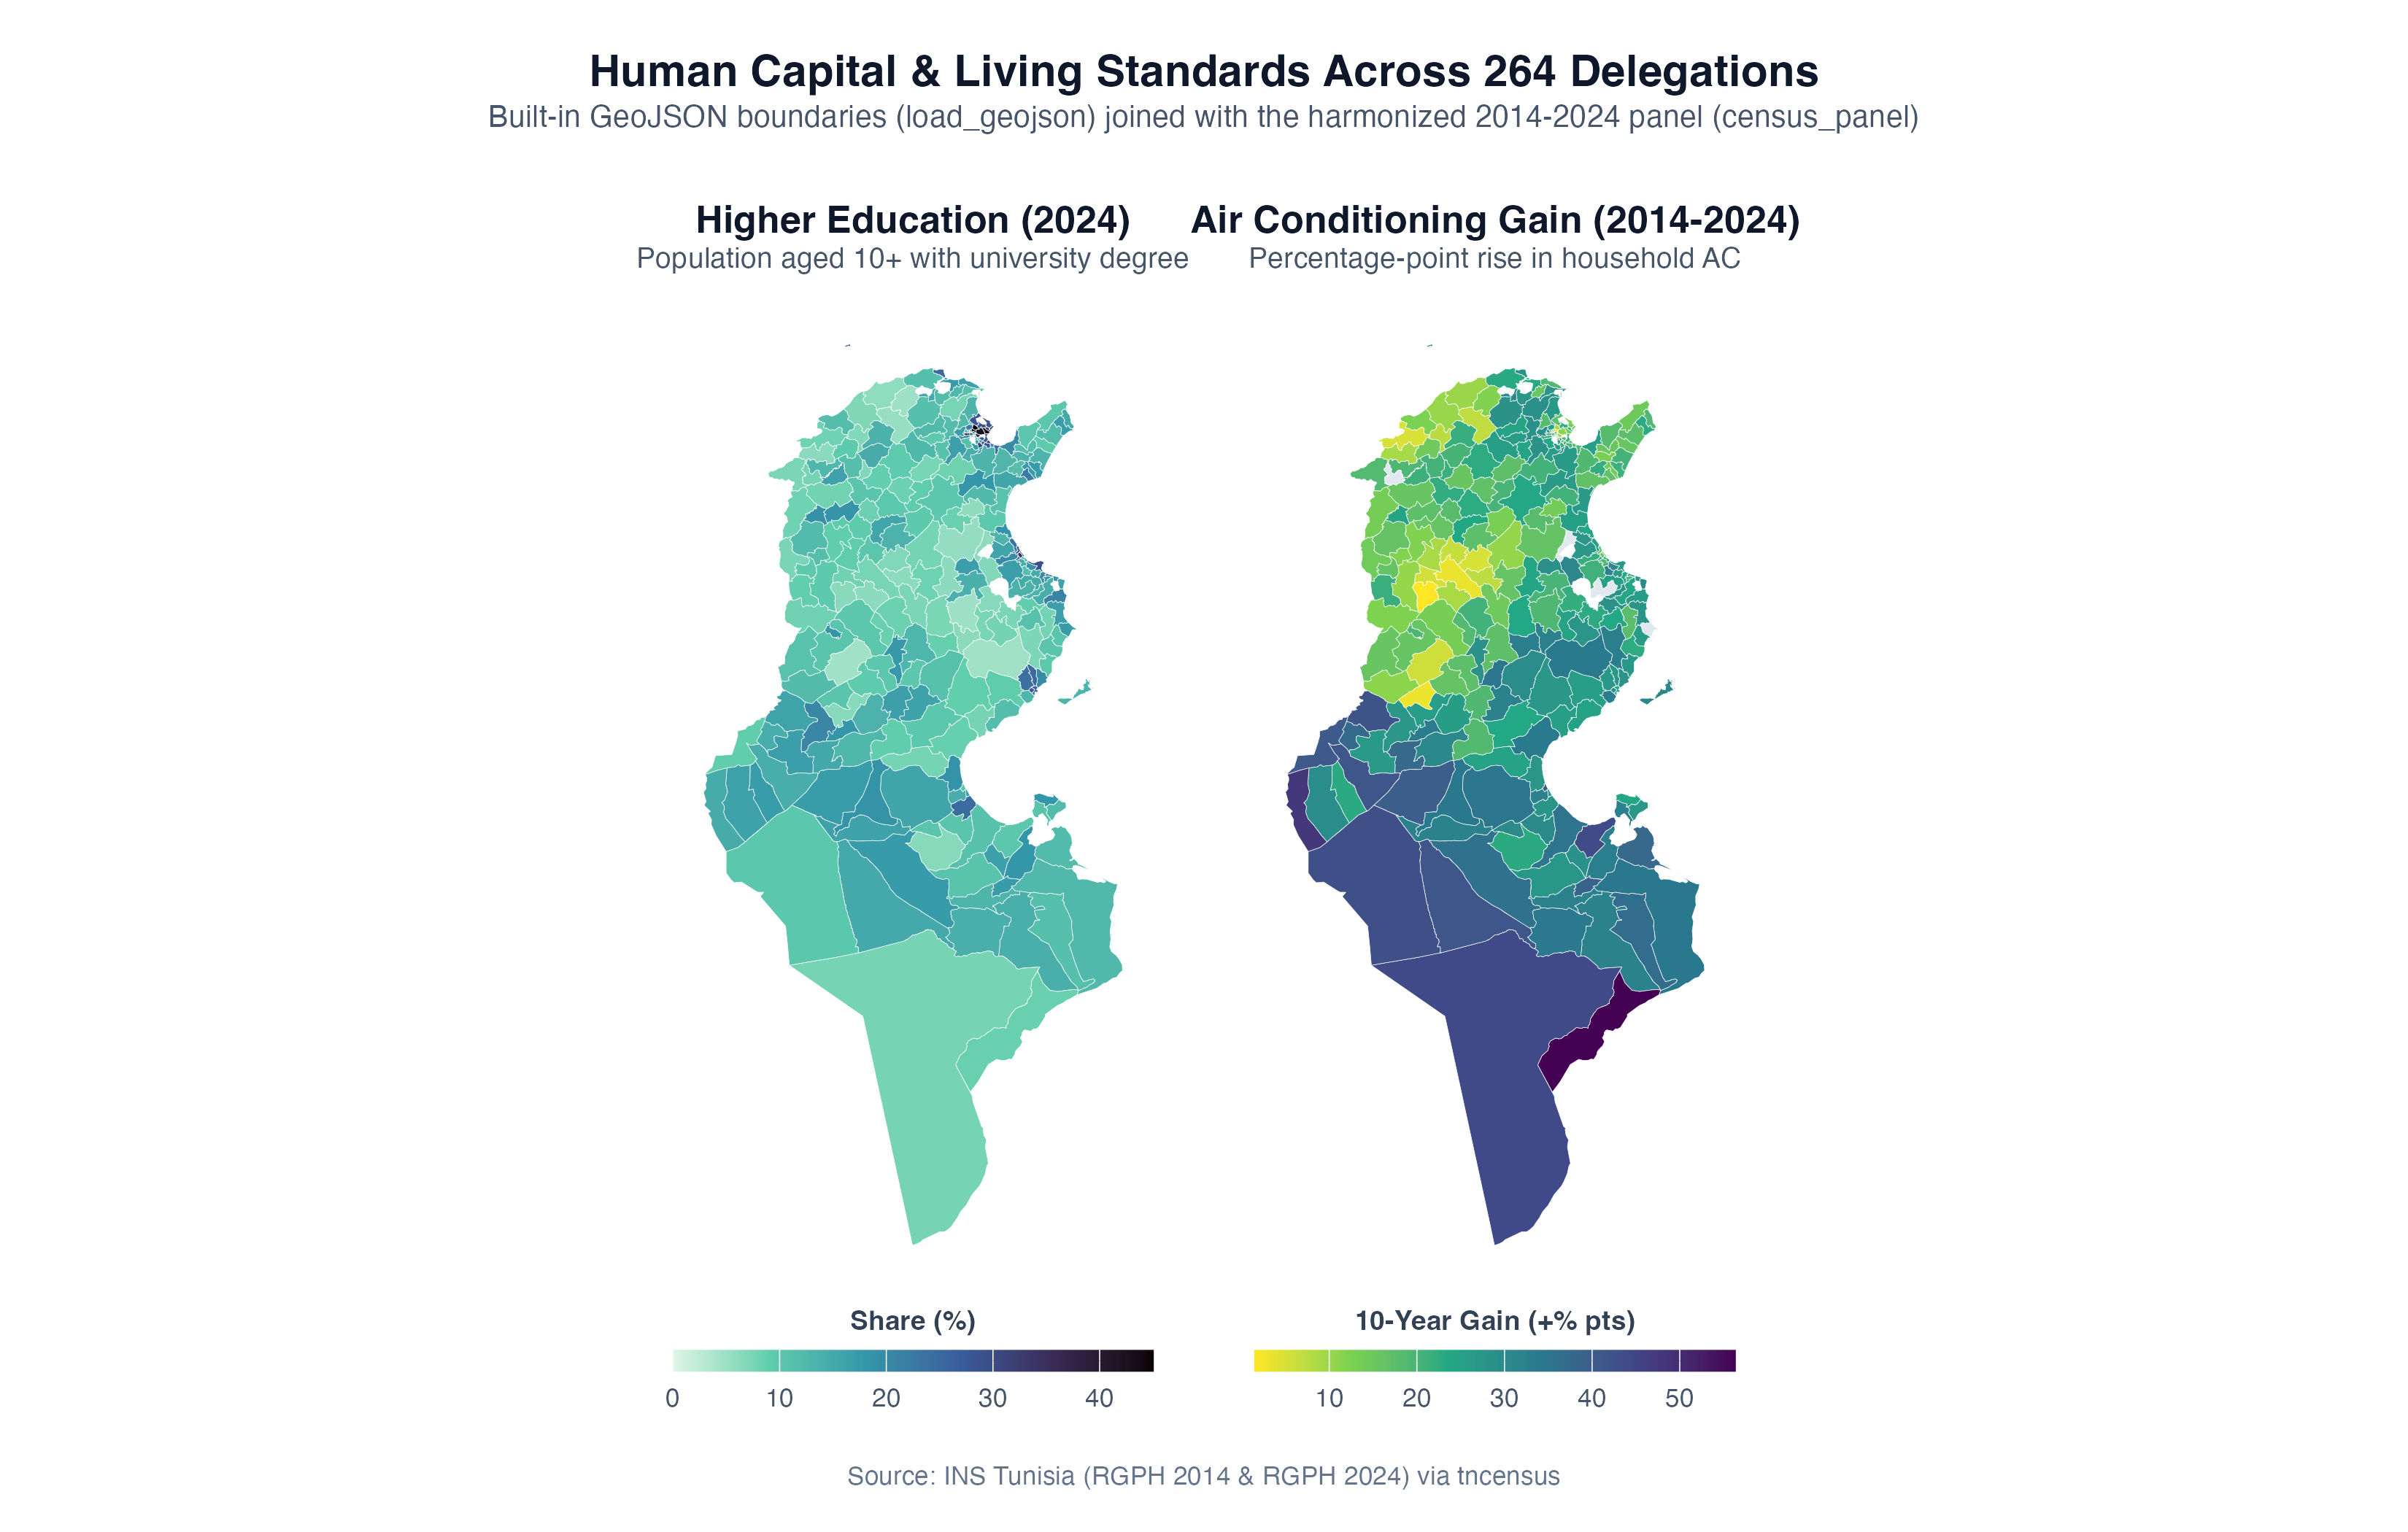 Human Capital & Living Standards Across 264 Delegations
Built-in GeoJSON boundaries (load_geojson) joined with the harmonized 2014-2024 panel (census_panel)
Higher Education (2024)
Population aged 10+ with university degree
Air Conditioning Gain (2014-2024)
Percentage-point rise in household AC
Share (%)
0 10 20 30 40
10-Year Gain (+% pts)
10 20 30 40 50
Source: INS Tunisia (RGPH 2014 & RGPH 2024) via tncensus